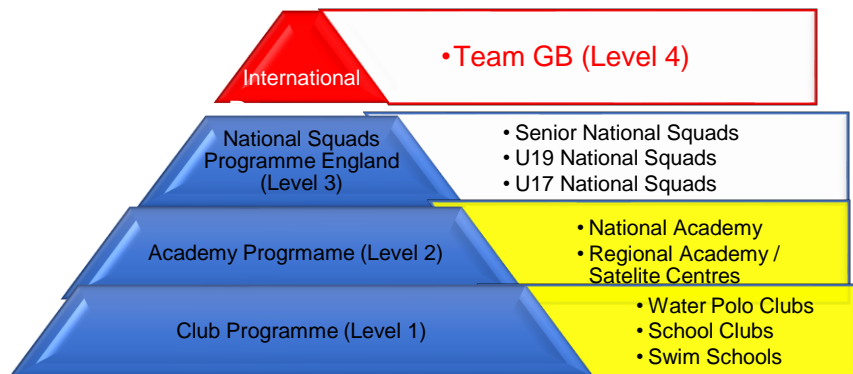 International
• Team GB (Level 4)
National Squads
Programme England
(Level 3)
• Senior National Squads
• U19 National Squads
• U17 National Squads
Academy Progrmame (Level 2)
• National Academy
• Regional Academy /
Satelite Centres
Club Programme (Level 1)
• Water Polo Clubs
• School Clubs
• Swim Schools